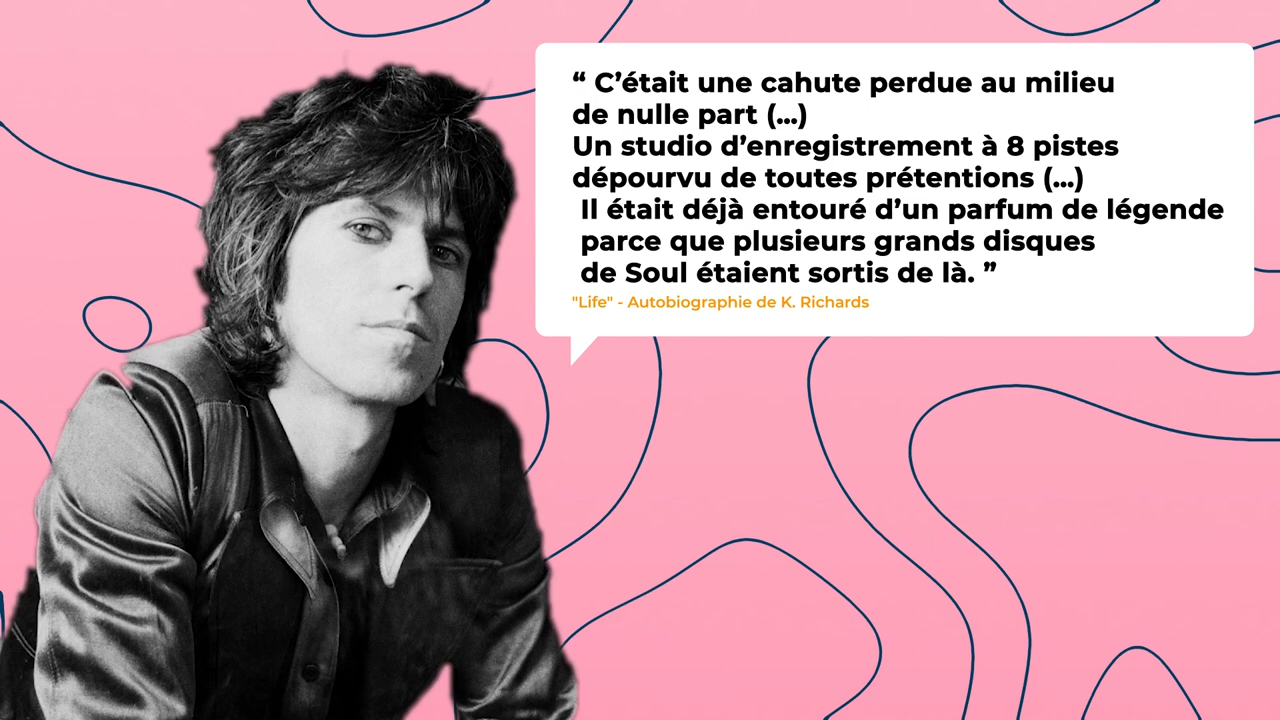 “ C’était une cahute perdue au milieu
de nulle part (...)
Un studio d’enregistrement à 8 pistes
dépourvu de toutes prétentions (...)
Il était déjà entouré d’un parfum de légende
parce que plusieurs grands disques
de Soul étaient sortis de là. ”
"Life" - Autobiographie de K. Richards